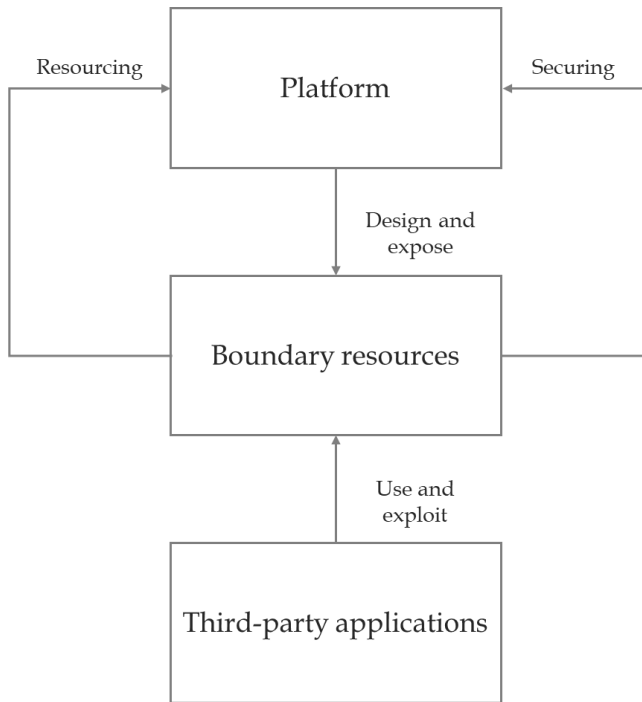 Resourcing
Securing
Platform
Design and
expose
Boundary resources
Use and
exploit
Third-party applications